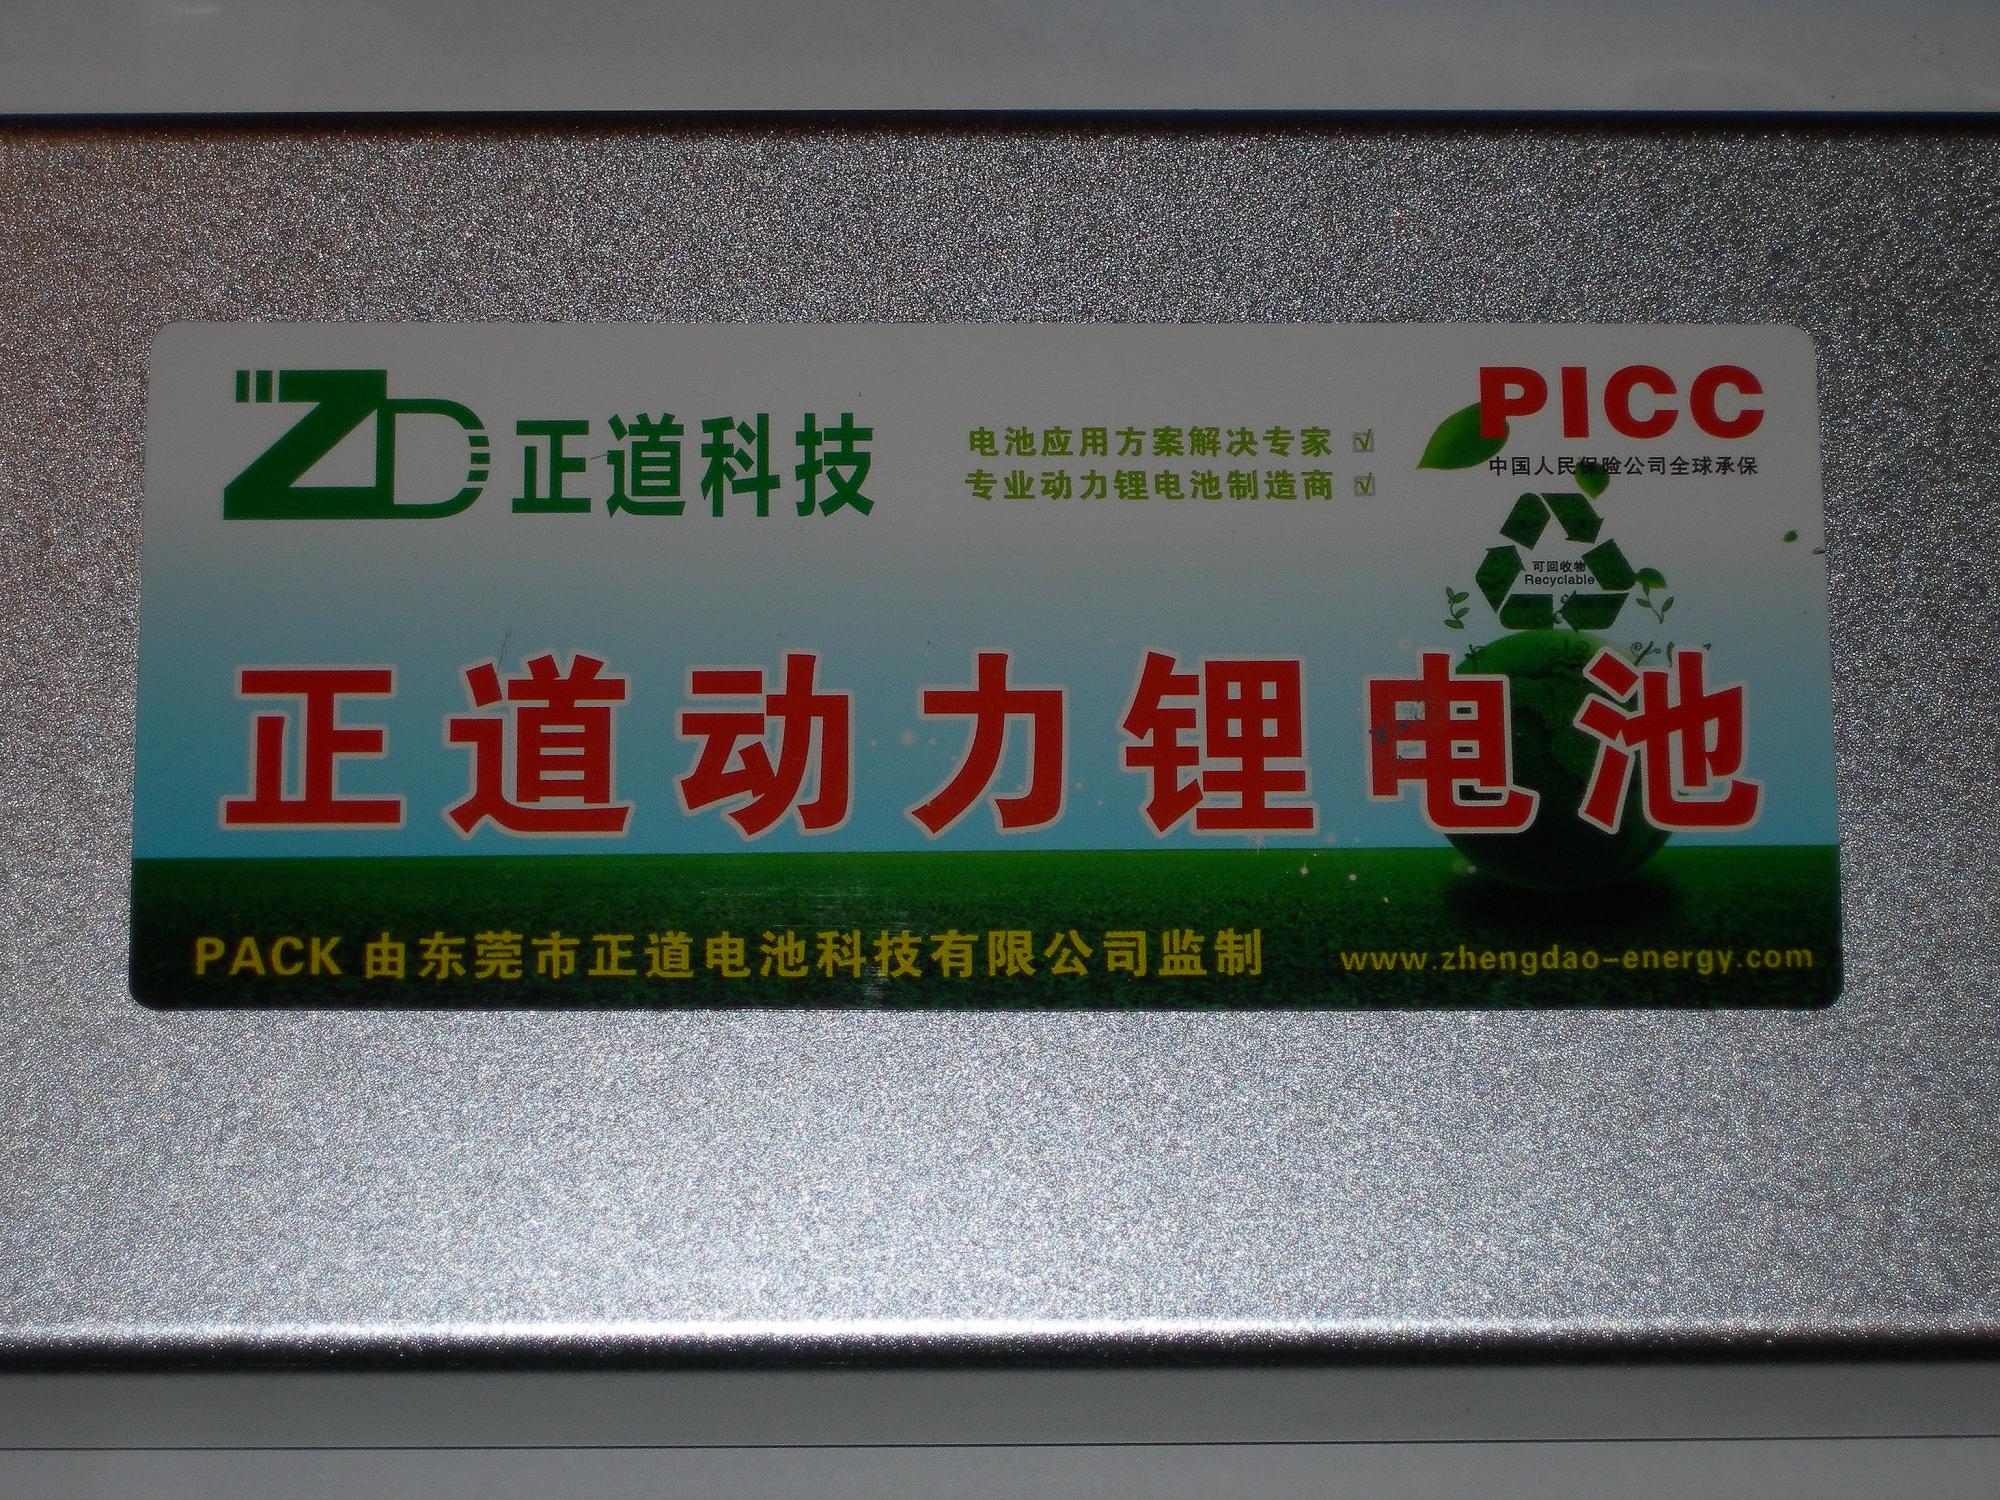 ZD 正道科技
电池应用方案解决专家 ☑
专业动力锂电池制造商 ☑
PICC
中国人民保险公司全球承保
可回收物
Recyclable
正道动力锂电池
PACK 由东莞市正道电池科技有限公司监制
www.zhengdao-energy.com